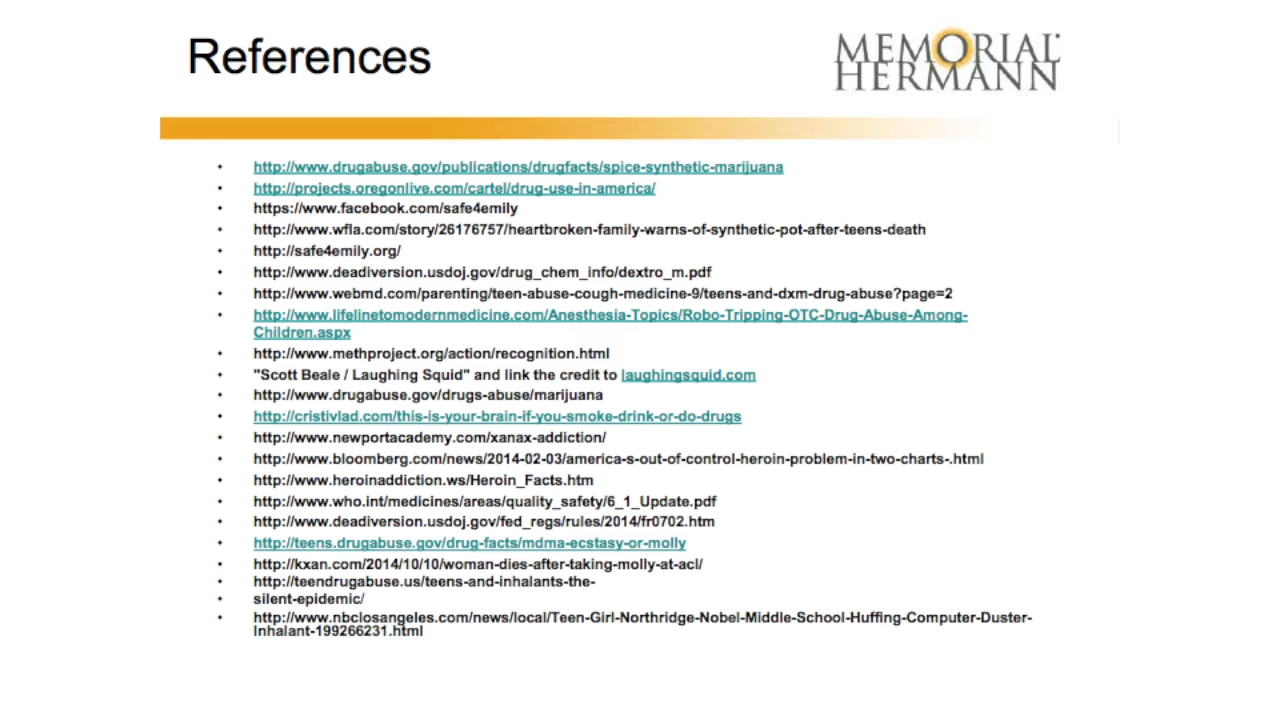 References
MEMORIAL
HERMANN
• http://www.drugabuse.gov/publications/drugfacts/spice-synthetic-marijuana
• http://projects.oregonlive.com/cartel/drug-use-in-america/
• https://www.facebook.com/safe4emily
• http://www.wfla.com/story/26176757/heartbroken-family-warns-of-synthetic-pot-after-teens-death
• http://safe4emily.org/
• http://www.deadiversion.usdoj.gov/drug_chem_info/dextro_m.pdf
• http://www.webmd.com/parenting/teen-abuse-cough-medicine-9/teens-and-dxm-drug-abuse?page=2
• http://www.lifelinetomodernmedicine.com/Anesthesia-Topics/Robo-Tripping-OTC-Drug-Abuse-Among-
Children.aspx
• http://www.methproject.org/action/recognition.html
• "Scott Beale / Laughing Squid" and link the credit to laughingsquid.com
• http://www.drugabuse.gov/drugs-abuse/marijuana
• http://cristivlad.com/this-is-your-brain-if-you-smoke-drink-or-do-drugs
• http://www.newportacademy.com/xanax-addiction/
• http://www.bloomberg.com/news/2014-02-03/america-s-out-of-control-heroin-problem-in-two-charts-.html
• http://www.heroinaddiction.ws/Heroin_Facts.htm
• http://www.who.int/medicines/areas/quality_safety/6_1_Update.pdf
• http://www.deadiversion.usdoj.gov/fed_regs/rules/2014/fr0702.htm
• http://teens.drugabuse.gov/drug-facts/mdma-ecstasy-or-molly
• http://kxan.com/2014/10/10/woman-dies-after-taking-molly-at-acl/
• http://teendrugabuse.us/teens-and-inhalants-the-
• silent-epidemic/
• http://www.nbclosangeles.com/news/local/Teen-Girl-Northridge-Nobel-Middle-School-Huffing-Computer-Duster-
Inhalant-199266231.html